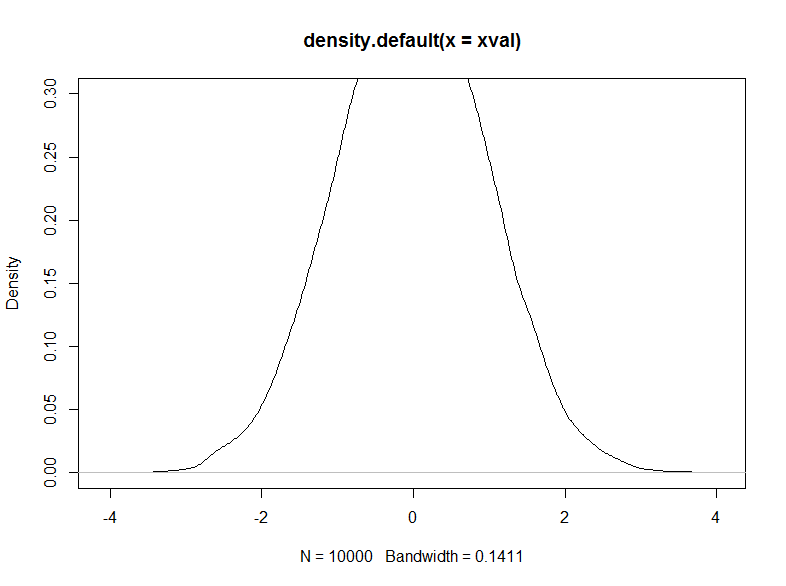 density.default(x = xval)
Density
0.30
0.25
0.20
0.15
0.10
0.05
0.00
-4 -2 0 2 4
N = 10000 Bandwidth = 0.1411